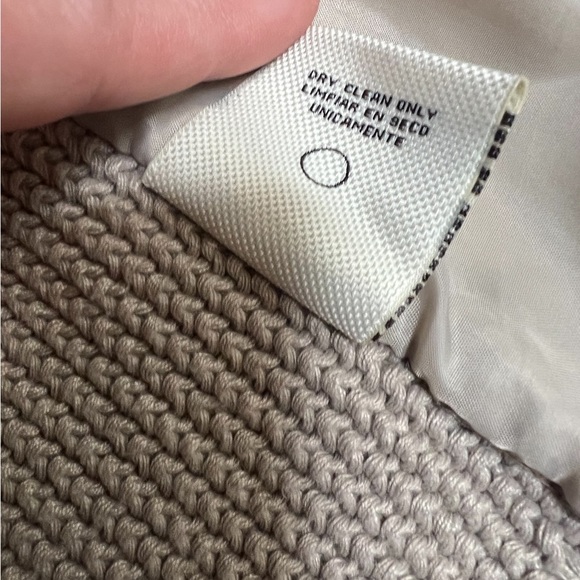 DRY CLEAN ONLY
LIMPIAR EN SECO
UNICAMENTE